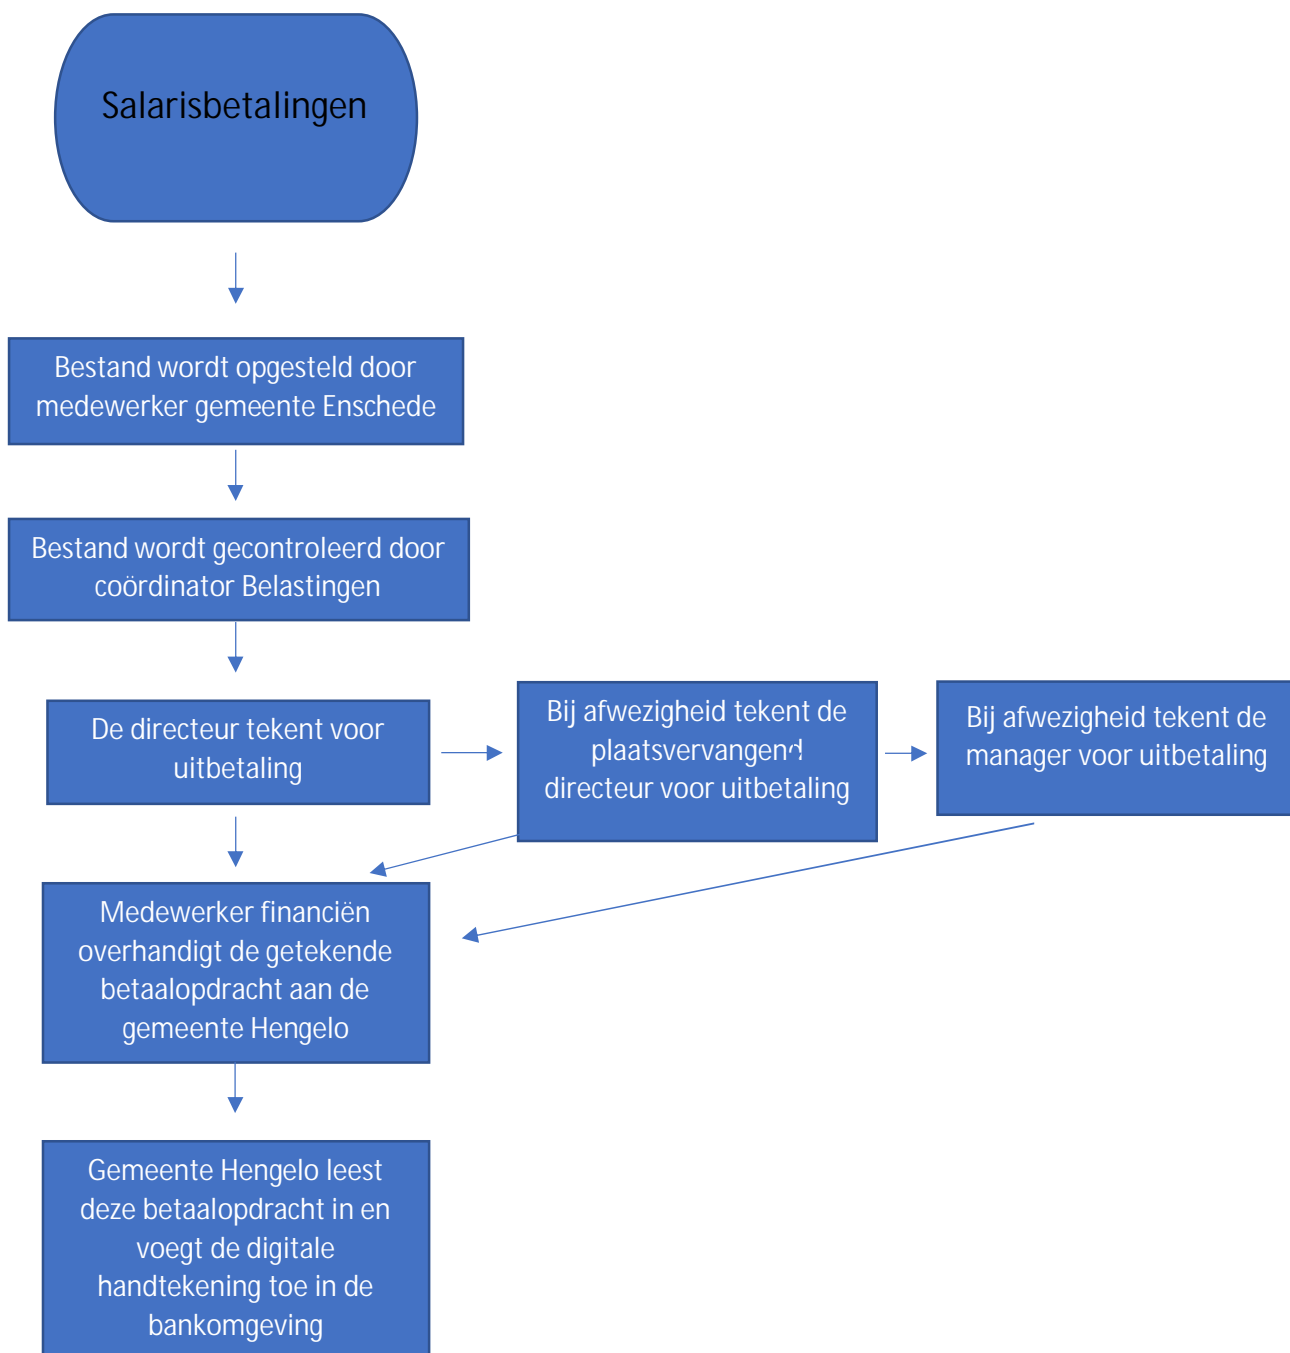 Salarisbetalingen
Bestand wordt opgesteld door
medewerker gemeente Enschede
Bestand wordt gecontroleerd door
coördinator Belastingen
De directeur tekent voor
uitbetaling
Bij afwezigheid tekent de
plaatsvervangend
directeur voor uitbetaling
Bij afwezigheid tekent de
manager voor uitbetaling
Medewerker financiën
overhandigt de getekende
betaalopdracht aan de
gemeente Hengelo
Gemeente Hengelo leest
deze betaalopdracht in en
voegt de digitale
handtekening toe in de
bankomgeving